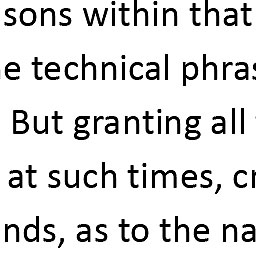 sons within that
e technical phras
But granting all
at such times, cr
nds, as to the na